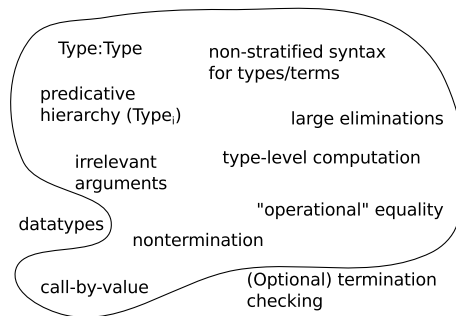 Type:Type
non-stratified syntax
for types/terms
predicative
hierarchy (Typeᵢ)
large eliminations
irrelevant
arguments
type-level computation
"operational" equality
datatypes
nontermination
call-by-value
(Optional) termination
checking